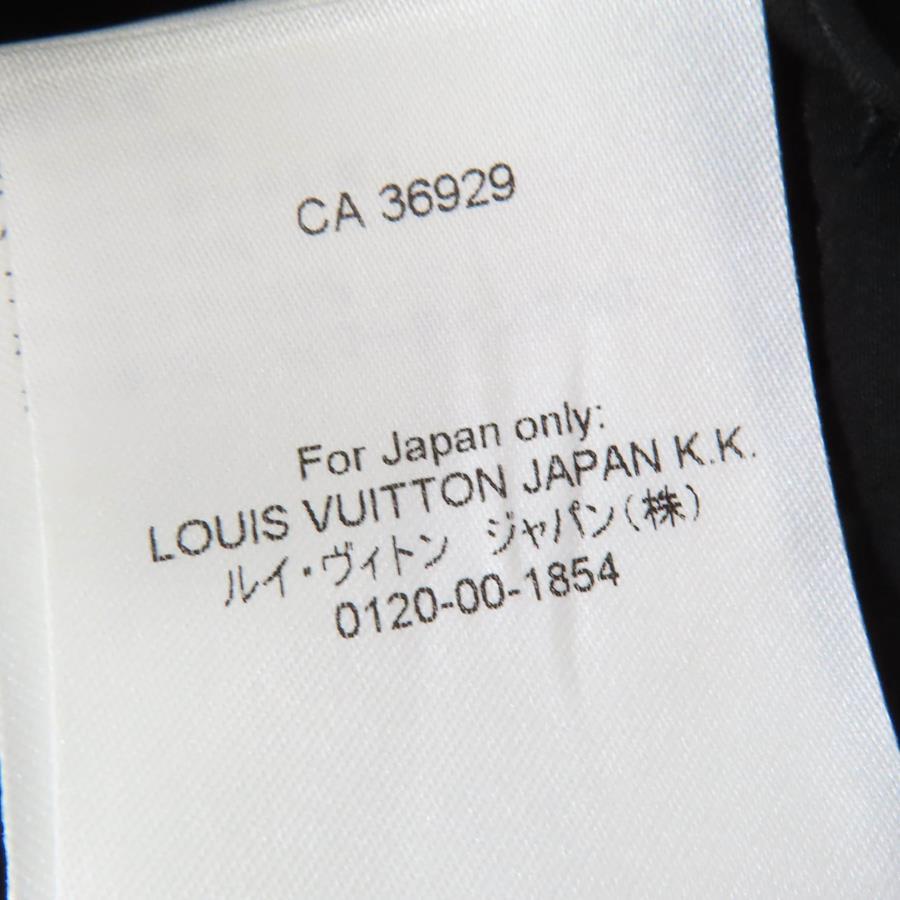 CA 36929
For Japan only:
LOUIS VUITTON JAPAN K.K.
ルイ・ヴィトン　ジャパン(株)
0120-00-1854